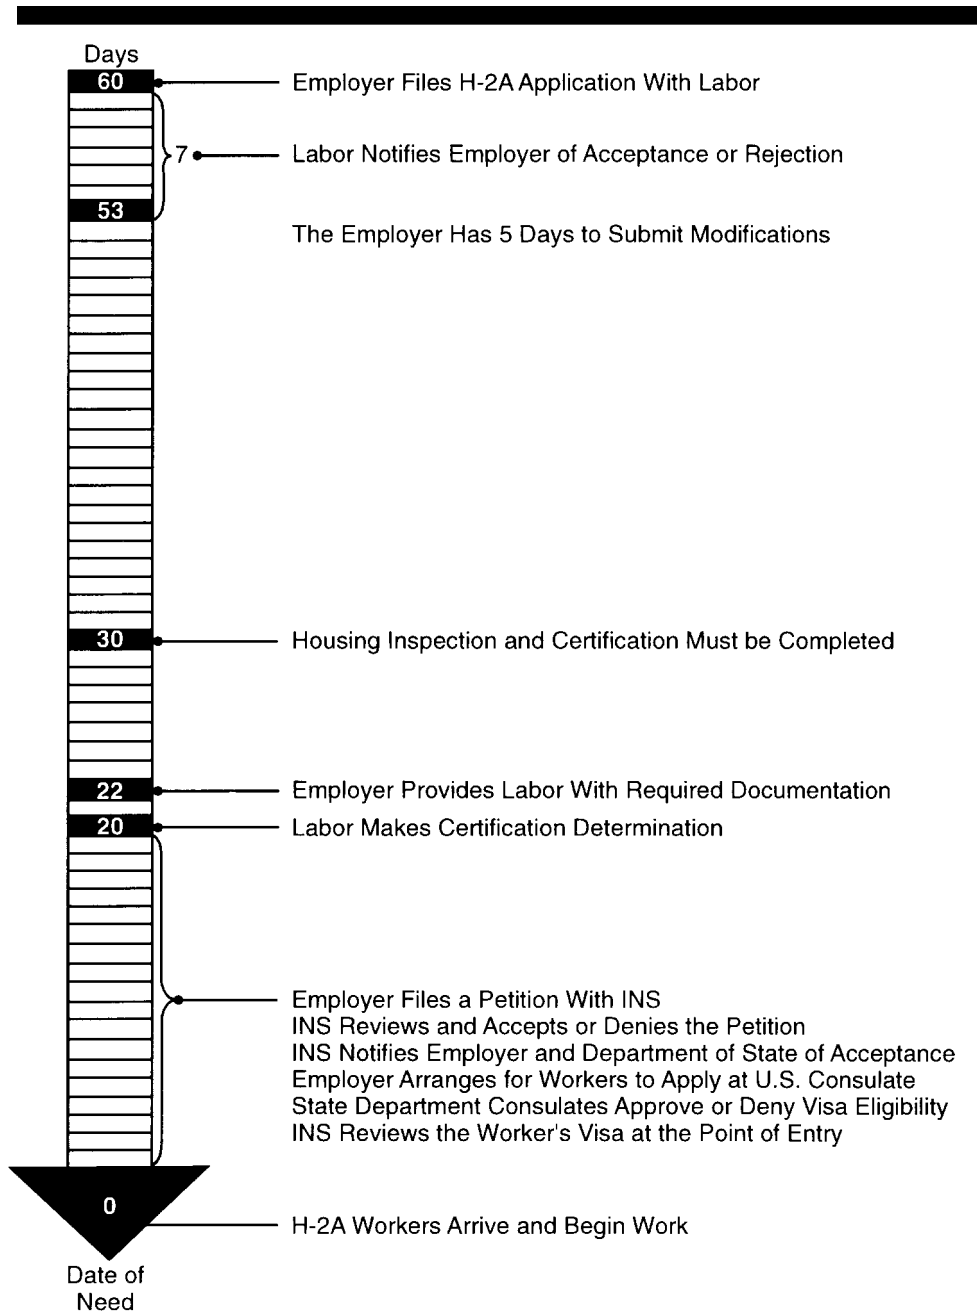 Days
60 Employer Files H-2A Application With Labor
7 Labor Notifies Employer of Acceptance or Rejection
53
The Employer Has 5 Days to Submit Modifications
30 Housing Inspection and Certification Must be Completed
22 Employer Provides Labor With Required Documentation
20 Labor Makes Certification Determination
Employer Files a Petition With INS
INS Reviews and Accepts or Denies the Petition
INS Notifies Employer and Department of State of Acceptance
Employer Arranges for Workers to Apply at U.S. Consulate
State Department Consulates Approve or Deny Visa Eligibility
INS Reviews the Worker's Visa at the Point of Entry
0
H-2A Workers Arrive and Begin Work
Date of
Need